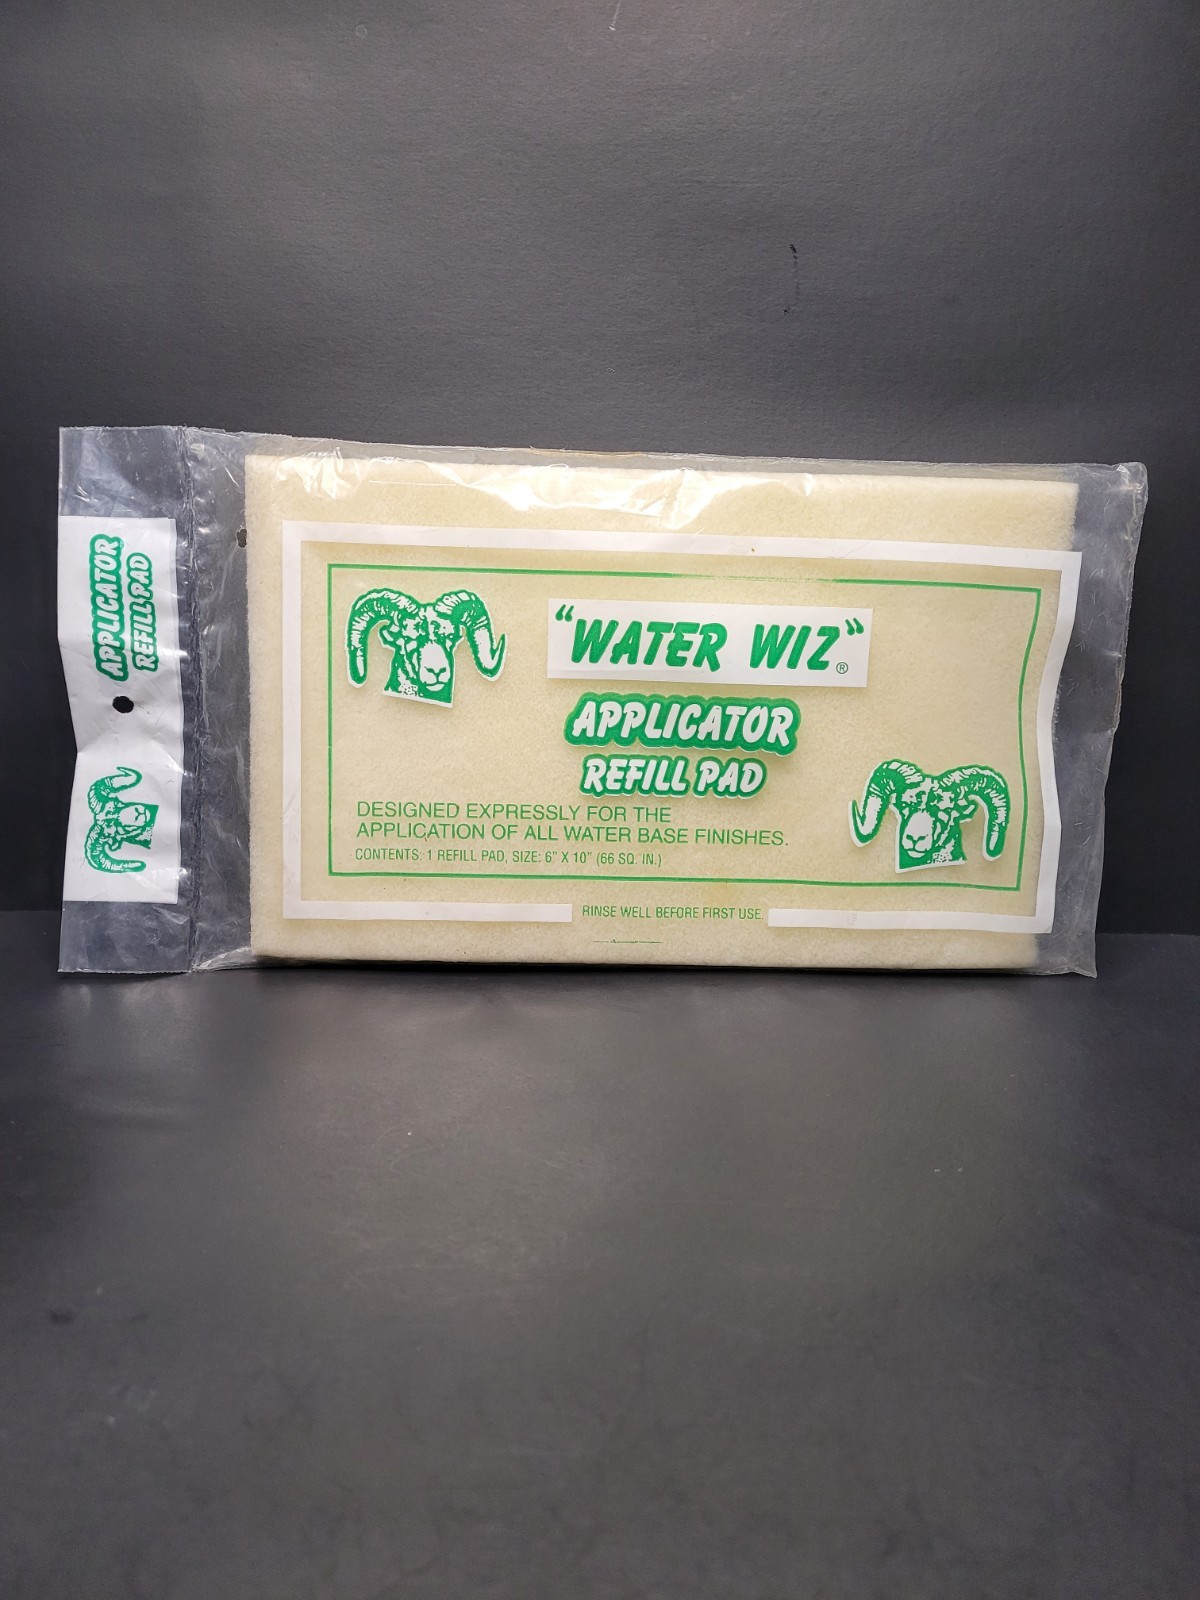 APPLICATOR
REFILL PAD
“WATER WIZ”®
APPLICATOR
REFILL PAD
DESIGNED EXPRESSLY FOR THE
APPLICATION OF ALL WATER BASE FINISHES.
CONTENTS: 1 REFILL PAD, SIZE: 6" X 10" (66 SQ. IN.)
RINSE WELL BEFORE FIRST USE.